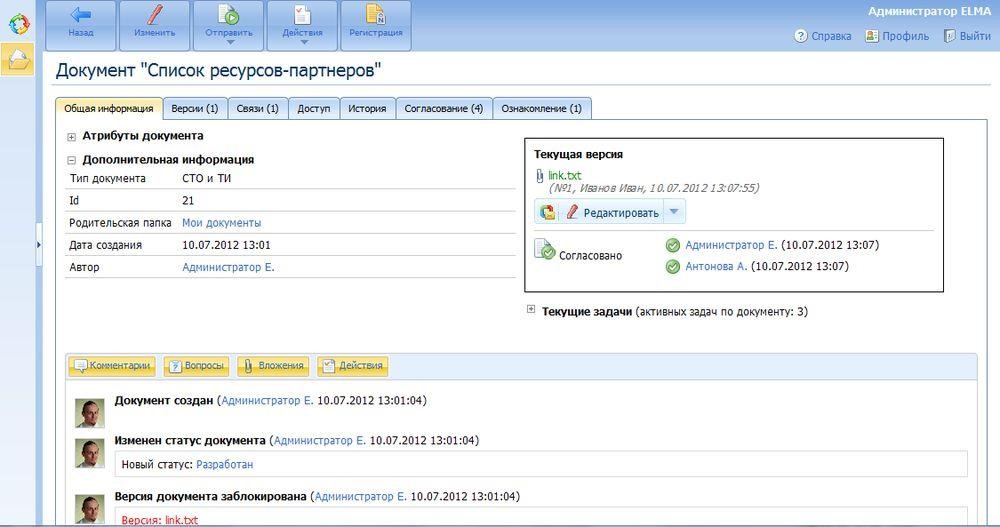 Администратор ELMA
Назад
Изменить
Отправить
Действия
Регистрация
Справка Профиль Выйти
Документ "Список ресурсов-партнеров"
Общая информация Версии (1) Связи (1) Доступ История Согласование (4) Ознакомление (1)
Атрибуты документа
Дополнительная информация
Тип документа СТО и ТИ
Id 21
Родительская папка Мои документы
Дата создания 10.07.2012 13:01
Автор Администратор Е.
Текущая версия
link.txt
(№1, Иванов Иван, 10.07.2012 13:07:55)
Редактировать
Согласовано
Администратор Е. (10.07.2012 13:07)
Антонова А. (10.07.2012 13:07)
Текущие задачи (активных задач по документу: 3)
Комментарии Вопросы Вложения Действия
Документ создан (Администратор Е. 10.07.2012 13:01:04)
Изменен статус документа (Администратор Е. 10.07.2012 13:01:04)
Новый статус: Разработан
Версия документа заблокирована (Администратор Е. 10.07.2012 13:01:04)
Версия: link.txt